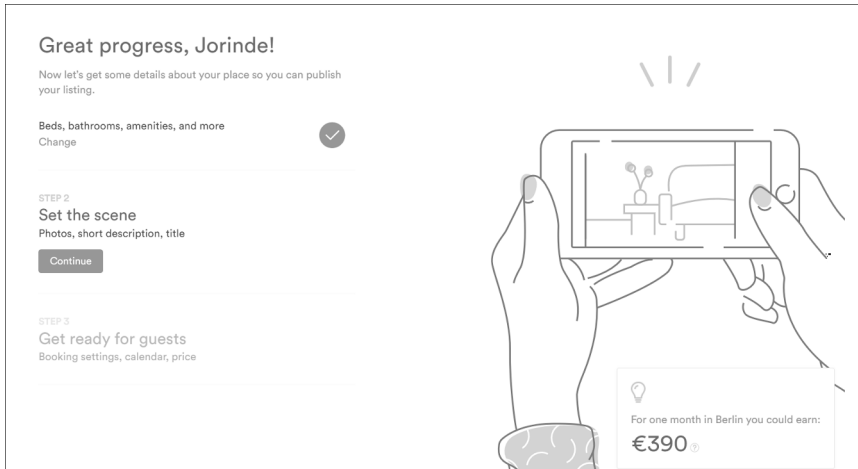 Great progress, Jorinde!
Now let's get some details about your place so you can publish
your listing.
Beds, bathrooms, amenities, and more
Change
STEP 2
Set the scene
Photos, short description, title
Continue
STEP 3
Get ready for guests
Booking settings, calendar, price
For one month in Berlin you could earn:
€390 ?